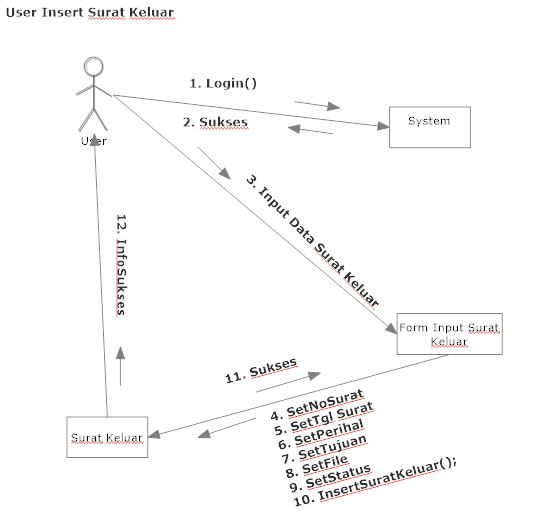 User Insert Surat Keluar
1. Login()
2. Sukses
System
User
3. Input Data Surat Keluar
12. InfoSukses
Form Input Surat
Keluar
11. Sukses
4. SetNoSurat
5. SetTgl Surat
6. SetPerihal
7. SetTujuan
8. SetFile
9. SetStatus
10. InsertSuratKeluar();
Surat Keluar